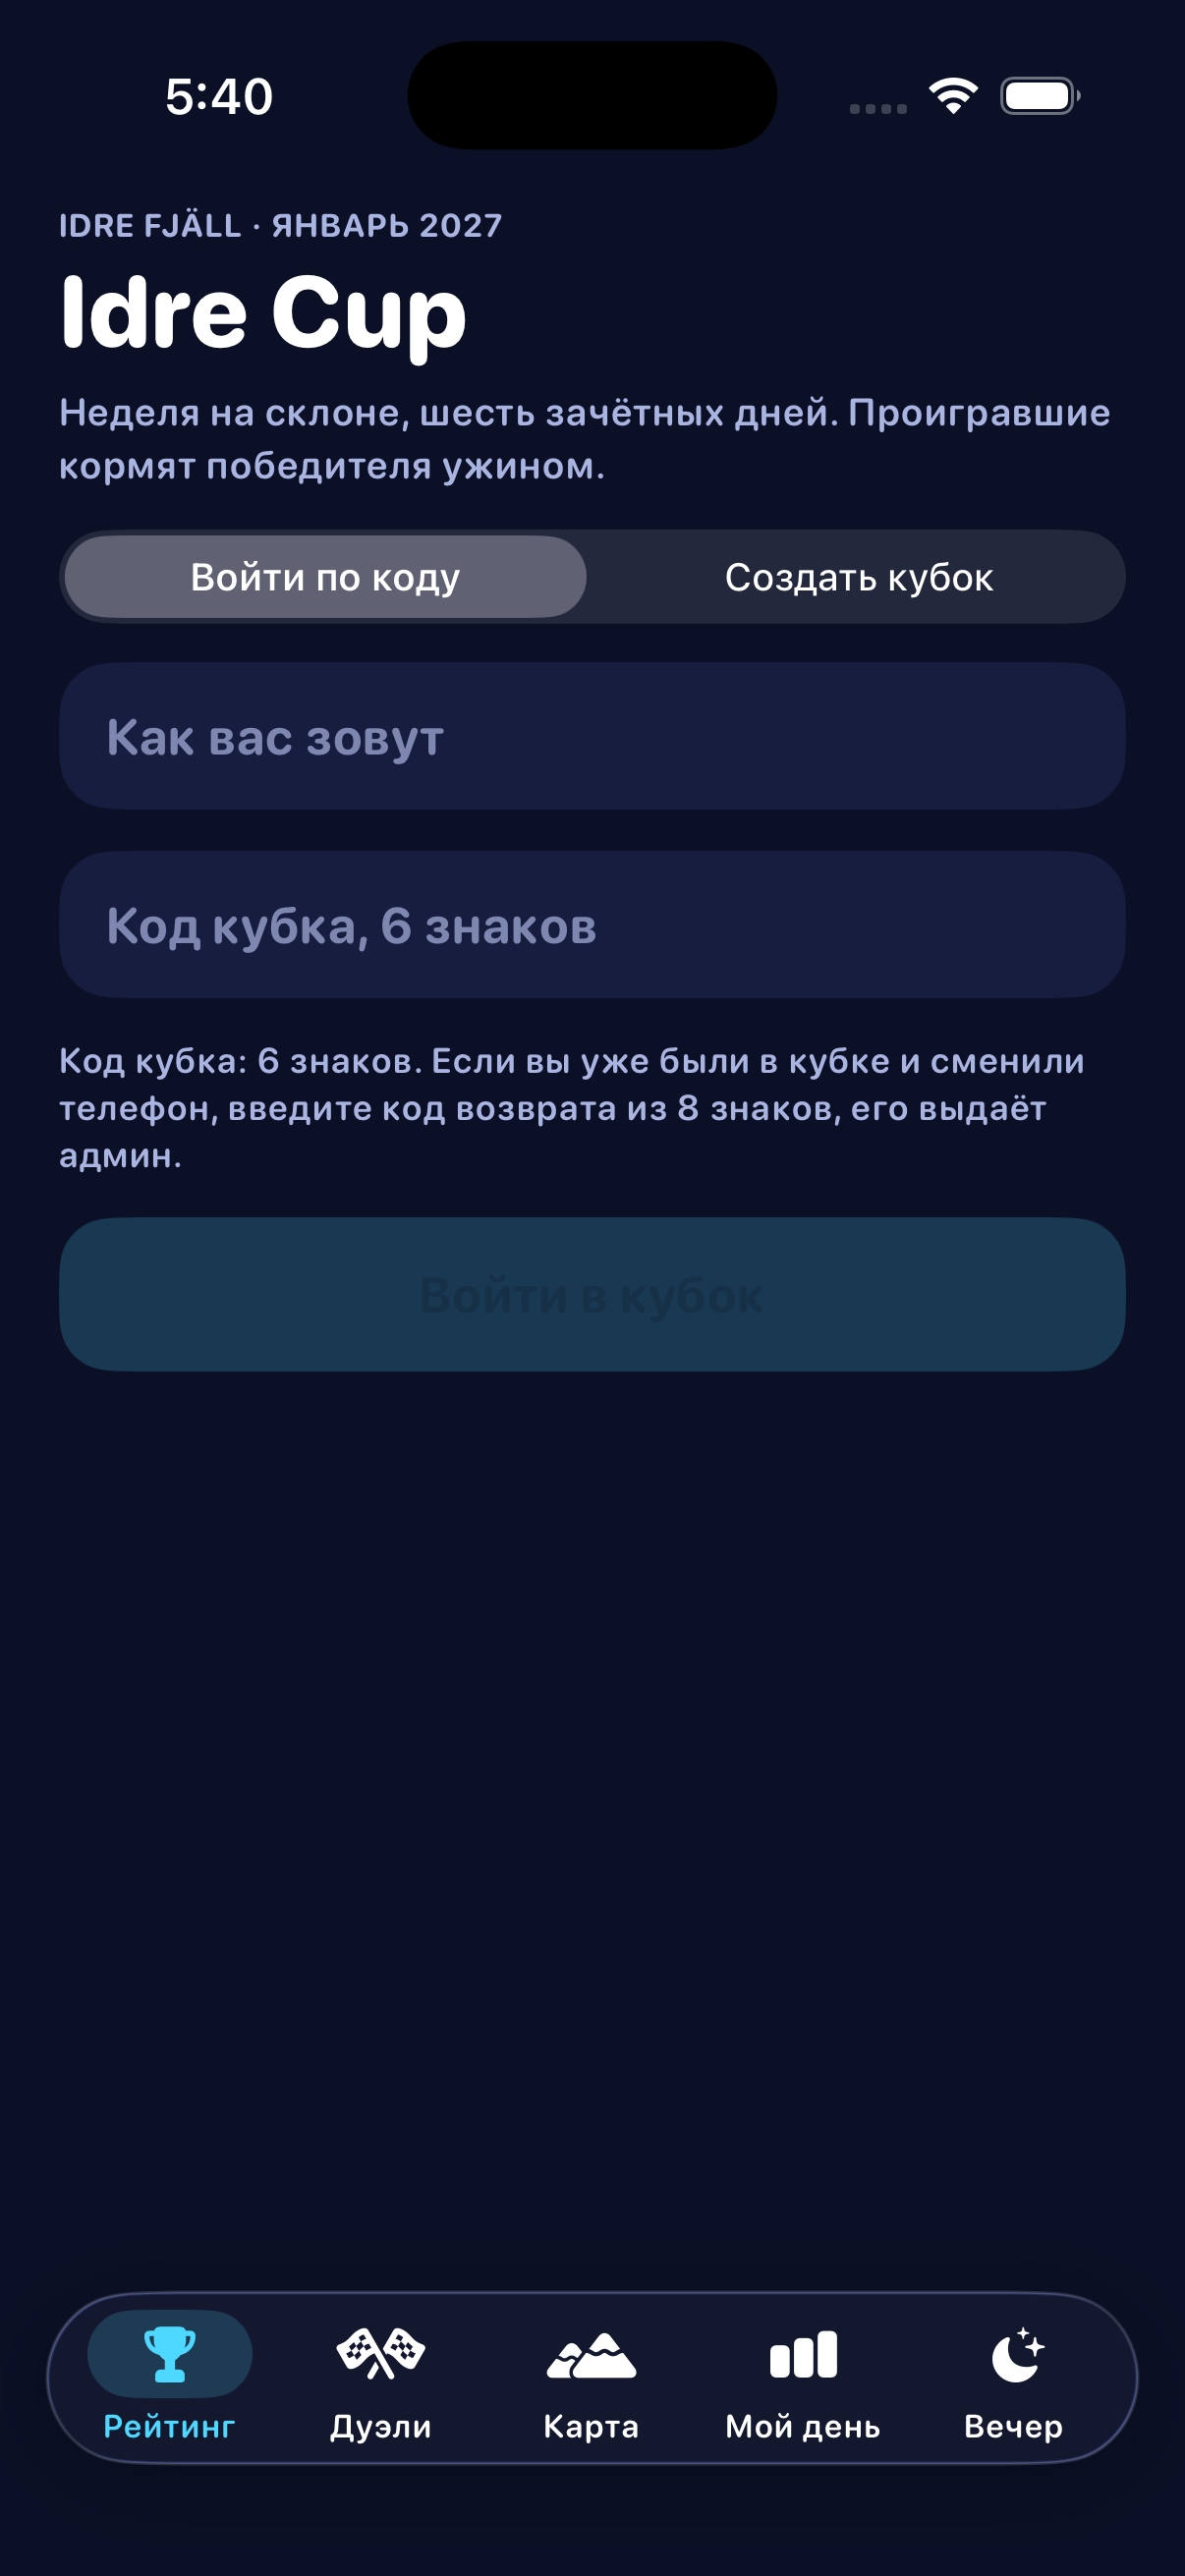 5:40
IDRE FJÄLL · ЯНВАРЬ 2027
Idre Cup
Неделя на склоне, шесть зачётных дней. Проигравшие
кормят победителя ужином.
Войти по коду
Создать кубок
Как вас зовут
Код кубка, 6 знаков
Код кубка: 6 знаков. Если вы уже были в кубке и сменили
телефон, введите код возврата из 8 знаков, его выдаёт
админ.
Войти в кубок
Рейтинг
Дуэли
Карта
Мой день
Вечер